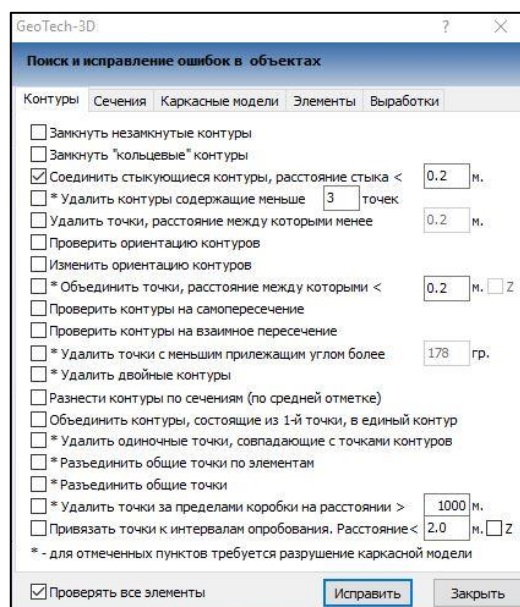 GeoTech-3D ?
Поиск и исправление ошибок в объектах
Контуры Сечения Каркасные модели Элементы Выработки
Замкнуть незамкнутые контуры
Замкнуть "кольцевые" контуры
Соединить стыкующиеся контуры, расстояние стыка < 0.2 м.
* Удалить контуры содержащие меньше 3 точек
Удалить точки, расстояние между которыми менее 0.2 м.
Проверить ориентацию контуров
Изменить ориентацию контуров
* Объединить точки, расстояние между которыми < 0.2 м. Z
Проверить контуры на самопересечение
Проверить контуры на взаимное пересечение
* Удалить точки с меньшим прилежащим углом более 178 гр.
* Удалить двойные контуры
Разнести контуры по сечениям (по средней отметке)
Объединить контуры, состоящие из 1-й точки, в единый контур
* Удалить одиночные точки, совпадающие с точками контуров
* Разъединить общие точки по элементам
* Разъединить общие точки
* Удалить точки за пределами коробки на расстоянии > 1000 м.
Привязать точки к интервалам опробования. Расстояние< 2.0 м. Z
* - для отмеченных пунктов требуется разрушение каркасной модели
Проверять все элементы Исправить Закрыть